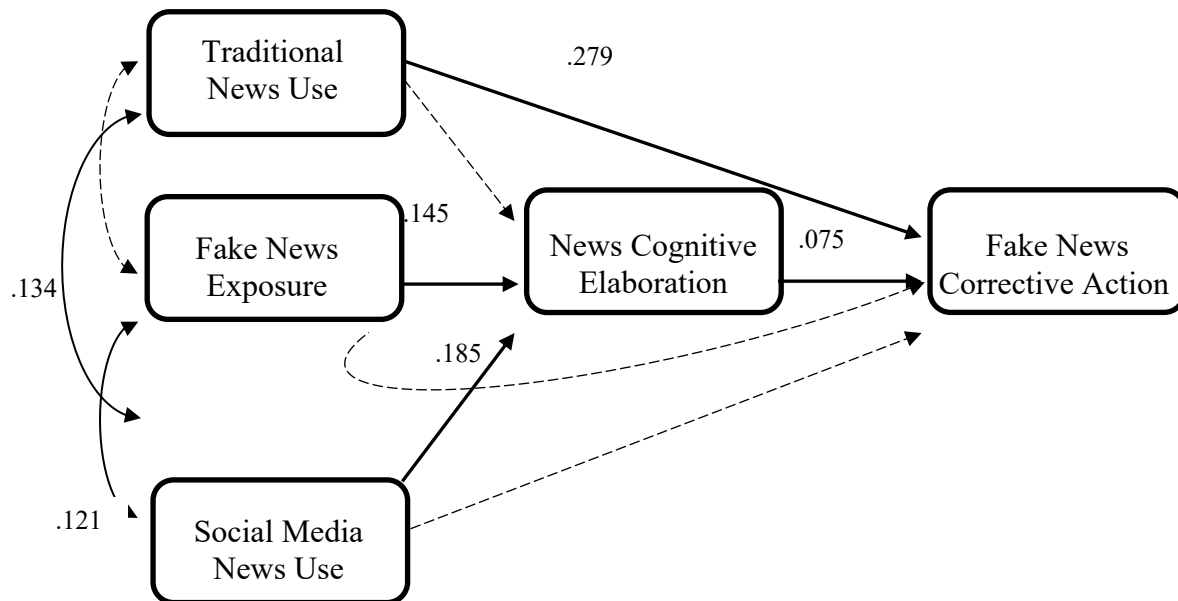 Traditional
News Use
.279
Fake News
Exposure
.145
News Cognitive
Elaboration
.075
Fake News
Corrective Action
.134
.185
.121
Social Media
News Use